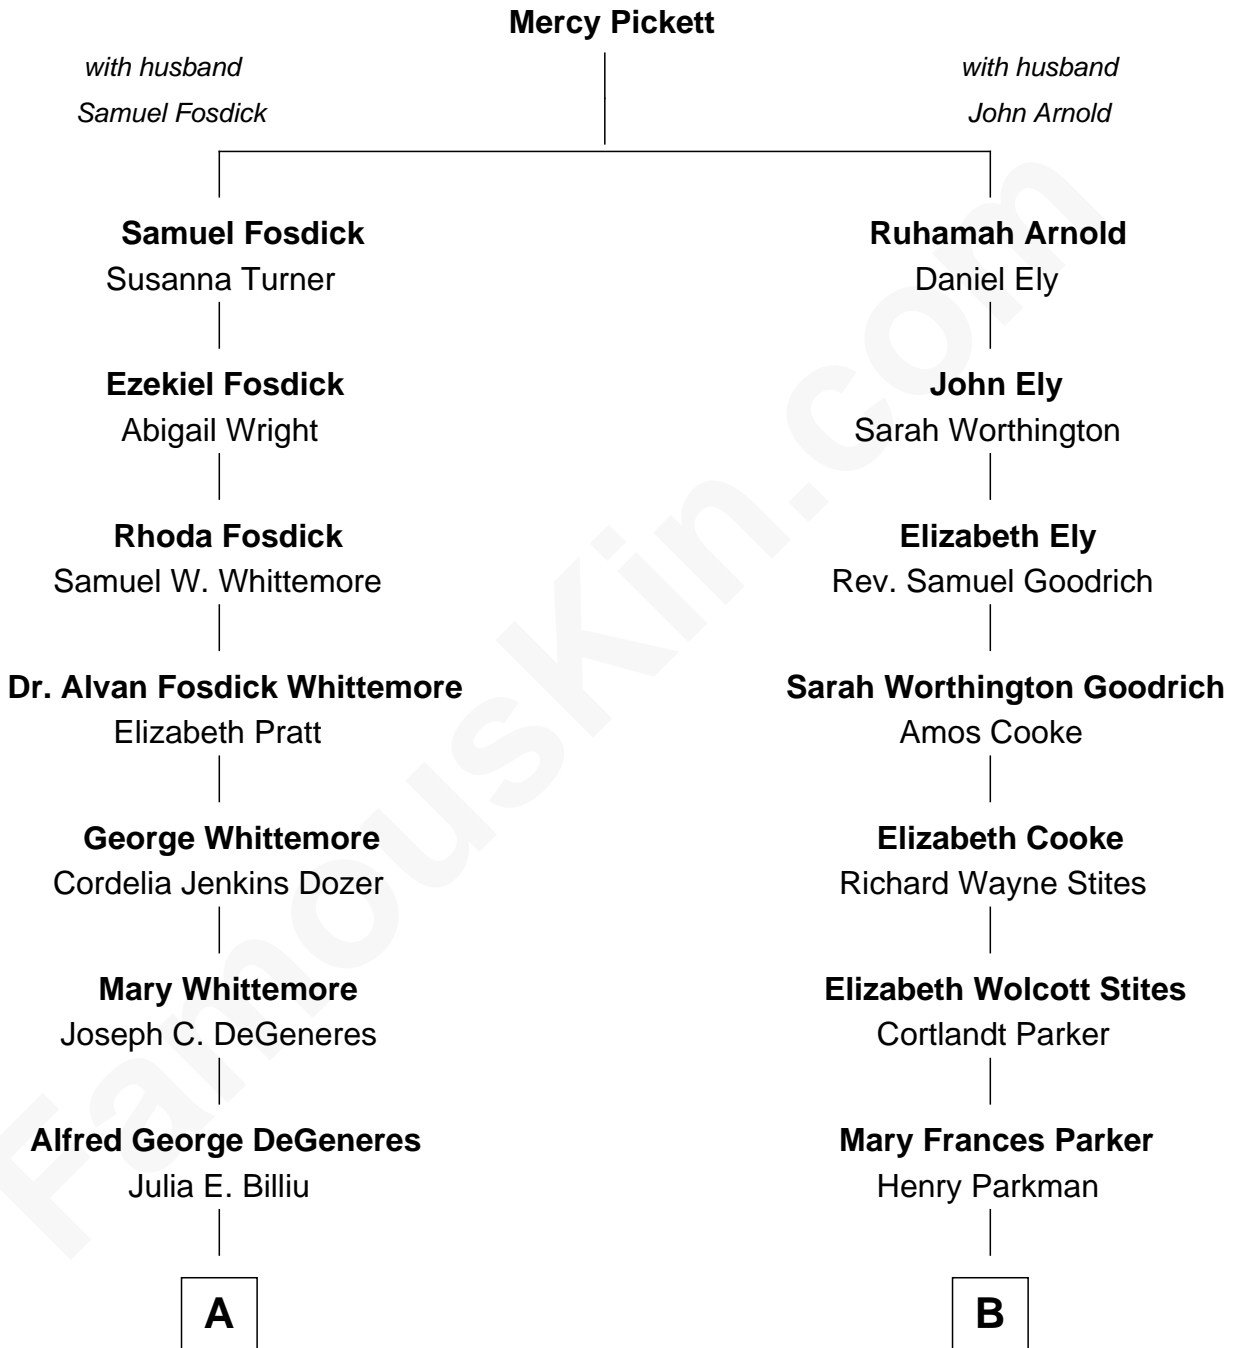 Mercy Pickett
with husband
Samuel Fosdick
with husband
John Arnold
Samuel Fosdick
Susanna Turner
Ruhamah Arnold
Daniel Ely
Ezekiel Fosdick
Abigail Wright
John Ely
Sarah Worthington
Rhoda Fosdick
Samuel W. Whittemore
Elizabeth Ely
Rev. Samuel Goodrich
Dr. Alvan Fosdick Whittemore
Elizabeth Pratt
Sarah Worthington Goodrich
Amos Cooke
George Whittemore
Cordelia Jenkins Dozer
Elizabeth Cooke
Richard Wayne Stites
Mary Whittemore
Joseph C. DeGeneres
Elizabeth Wolcott Stites
Cortlandt Parker
Alfred George DeGeneres
Julia E. Billiu
Mary Frances Parker
Henry Parkman
A
B
FamousKin.com